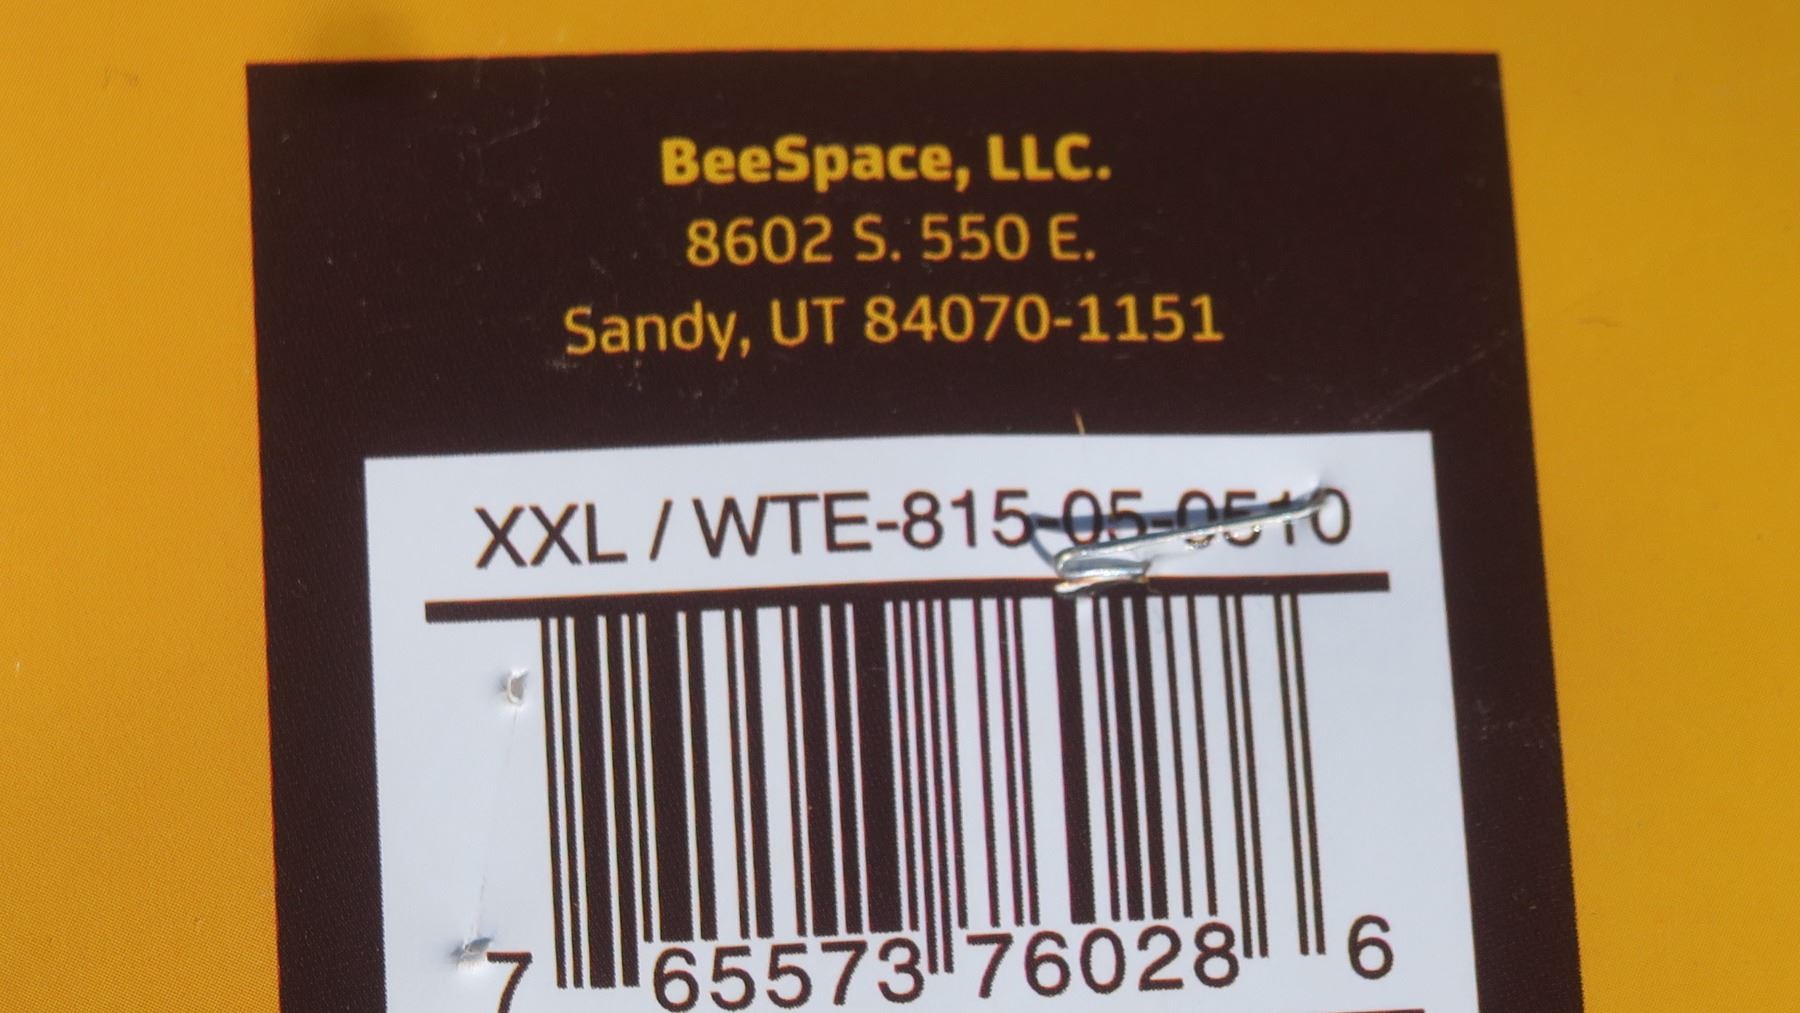 BeeSpace, LLC.
8602 S. 550 E.
Sandy, UT 84070-1151
XXL / WTE-815-05-0510
7 65573 76028 6